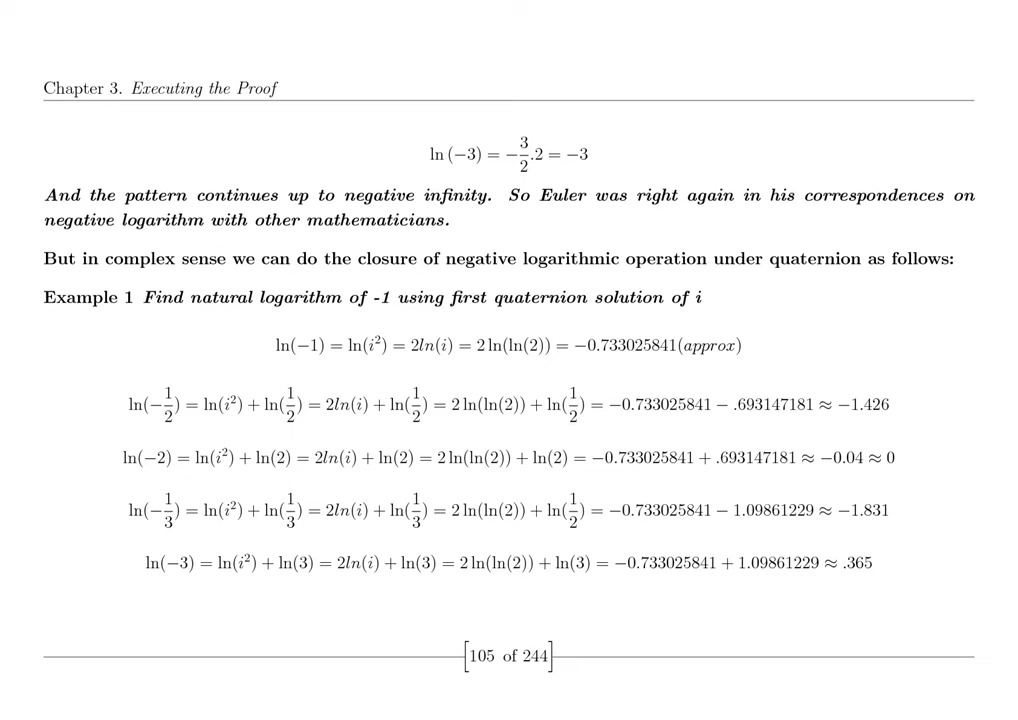 Chapter 3. Executing the Proof
ln (−3) = −3/2.2 = −3
And the pattern continues up to negative infinity. So Euler was right again in his correspondences on
negative logarithm with other mathematicians.
But in complex sense we can do the closure of negative logarithmic operation under quaternion as follows:
Example 1 Find natural logarithm of -1 using first quaternion solution of i
ln(−1) = ln(i²) = 2ln(i) = 2 ln(ln(2)) = −0.733025841(approx)
ln(−1/2) = ln(i²) + ln(1/2) = 2ln(i) + ln(1/2) = 2 ln(ln(2)) + ln(1/2) = −0.733025841 − .693147181 ≈ −1.426
ln(−2) = ln(i²) + ln(2) = 2ln(i) + ln(2) = 2 ln(ln(2)) + ln(2) = −0.733025841 + .693147181 ≈ −0.04 ≈ 0
ln(−1/3) = ln(i²) + ln(1/3) = 2ln(i) + ln(1/3) = 2 ln(ln(2)) + ln(1/2) = −0.733025841 − 1.09861229 ≈ −1.831
ln(−3) = ln(i²) + ln(3) = 2ln(i) + ln(3) = 2 ln(ln(2)) + ln(3) = −0.733025841 + 1.09861229 ≈ .365
[105 of 244]